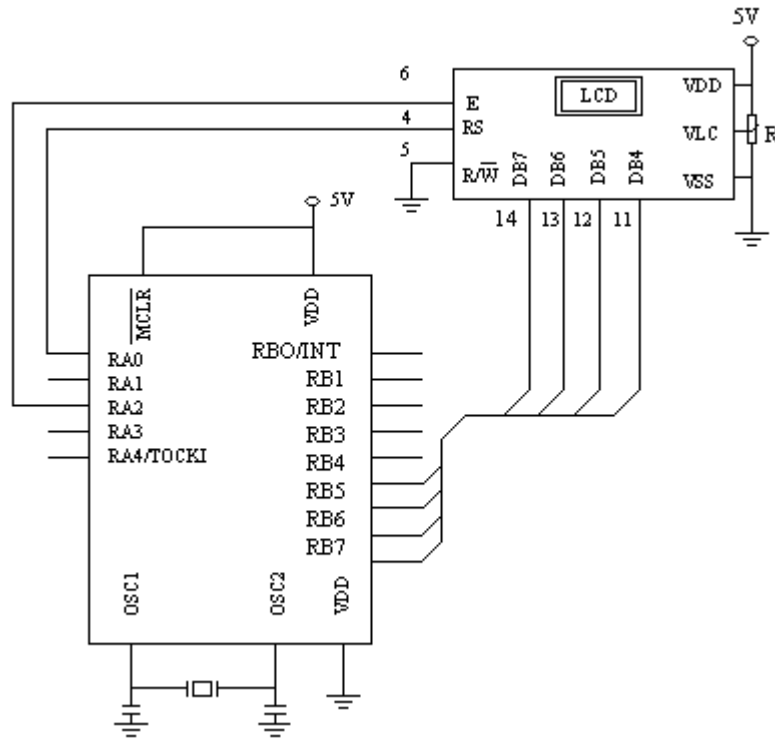 5V
6
E
LCD
VDD
4
RS
VLC
R
5
R/W̅
DB7
DB6
DB5
DB4
VSS
14
13
12
11
5V
M̅C̅L̅R̅
VDD
RA0
RBO/INT
RA1
RB1
RA2
RB2
RA3
RB3
RA4/TOCKI
RB4
RB5
RB6
RB7
OSC1
OSC2
VDD